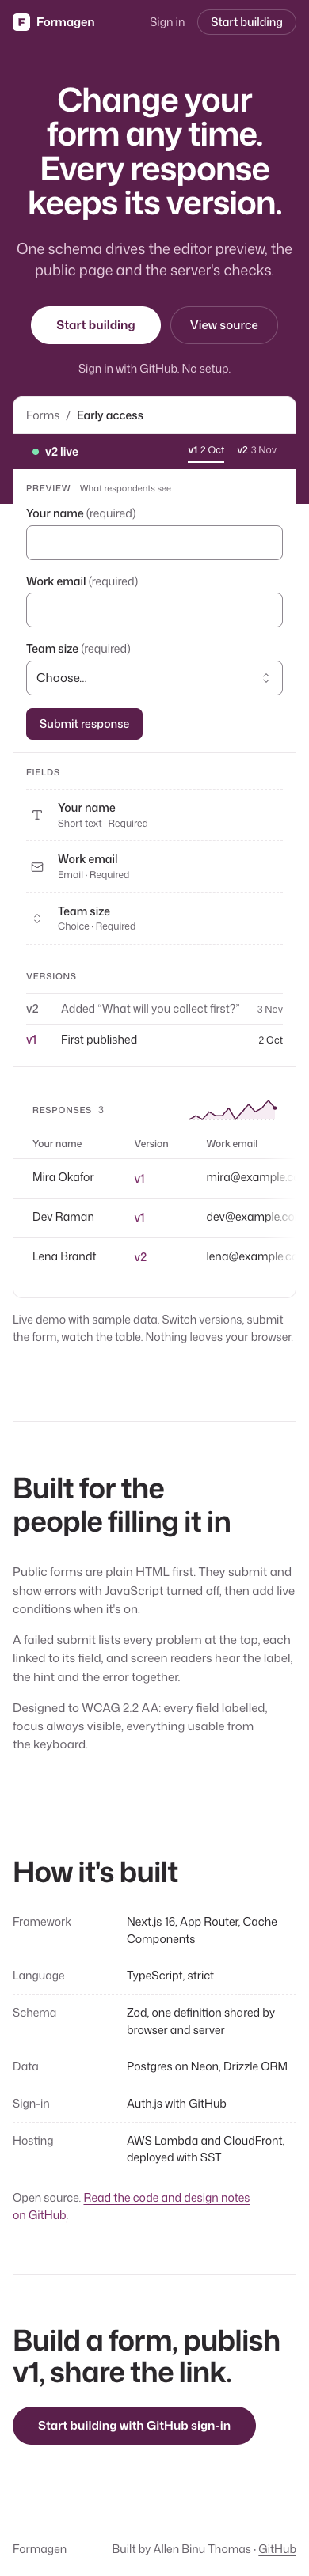 F Formagen Sign in Start building
Change your
form any time.
Every response
keeps its version.
One schema drives the editor preview, the
public page and the server's checks.
Start building View source
Sign in with GitHub. No setup.
Forms / Early access
v2 live v1 2 Oct v2 3 Nov
PREVIEW What respondents see
Your name (required)
Work email (required)
Team size (required)
Choose...
Submit response
FIELDS
Your name
Short text · Required
Work email
Email · Required
Team size
Choice · Required
VERSIONS
v2 Added “What will you collect first?” 3 Nov
v1 First published 2 Oct
RESPONSES 3
Your name Version Work email
Mira Okafor v1 mira@example.c
Dev Raman v1 dev@example.co
Lena Brandt v2 lena@example.c
Live demo with sample data. Switch versions, submit
the form, watch the table. Nothing leaves your browser.
Built for the
people filling it in
Public forms are plain HTML first. They submit and
show errors with JavaScript turned off, then add live
conditions when it's on.
A failed submit lists every problem at the top, each
linked to its field, and screen readers hear the label,
the hint and the error together.
Designed to WCAG 2.2 AA: every field labelled,
focus always visible, everything usable from
the keyboard.
How it's built
Framework Next.js 16, App Router, Cache
Components
Language TypeScript, strict
Schema Zod, one definition shared by
browser and server
Data Postgres on Neon, Drizzle ORM
Sign-in Auth.js with GitHub
Hosting AWS Lambda and CloudFront,
deployed with SST
Open source. Read the code and design notes
on GitHub.
Build a form, publish
v1, share the link.
Start building with GitHub sign-in
Formagen Built by Allen Binu Thomas · GitHub